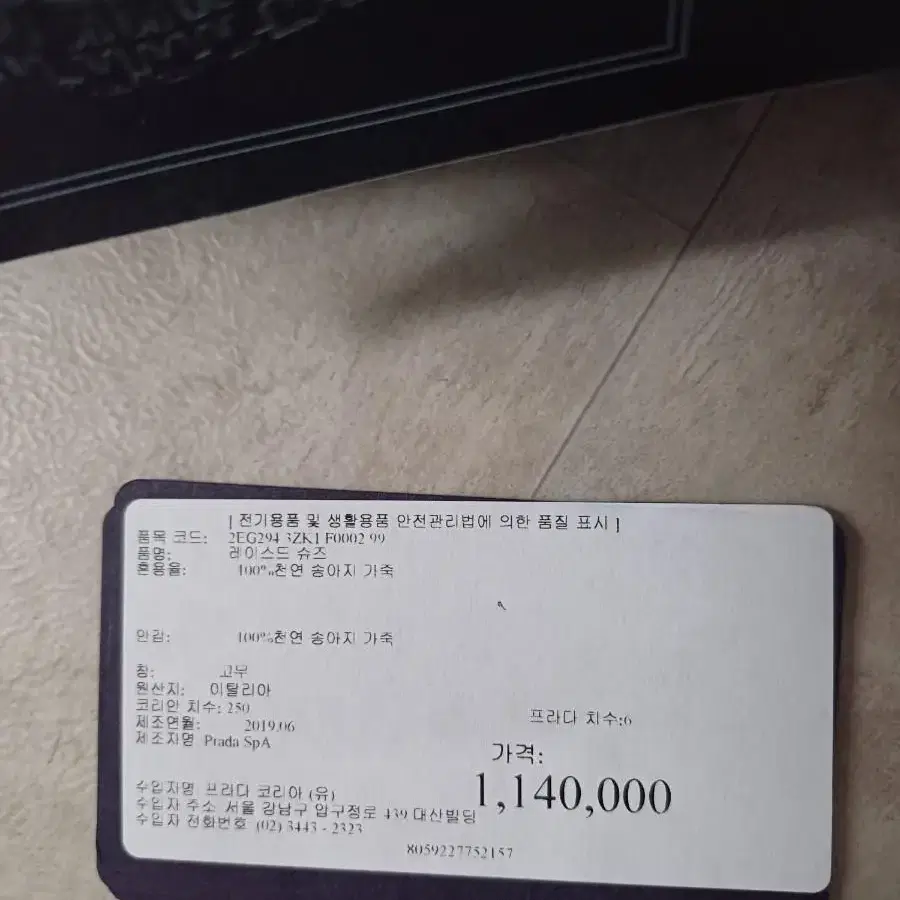 [ 전기용품 및 생활용품 안전관리법에 의한 품질 표시 ]
품목 코드: 2EG294 3ZK1 F0002 99
품명: 레이스드 슈즈
혼용율: 100%천연 송아지 가죽
안감: 100%천연 송아지 가죽
창: 고무
원산지: 이탈리아
코리안 치수: 250
프라다 치수:6
제조연월: 2019.06
제조자명 Prada SpA
가격:
1,140,000
수입자명 프라다 코리아 (유)
수입자 주소 서울 강남구 압구정로 439 대산빌딩
수입자 전화번호 (02) 3443 - 2323
8059227752157